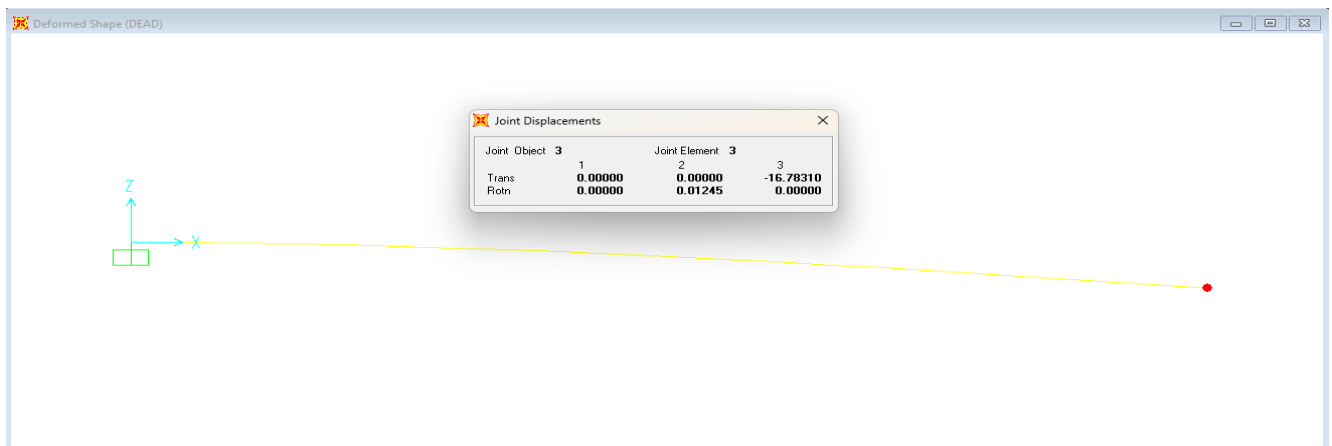 Deformed Shape (DEAD)
Joint Displacements
Joint Object 3 Joint Element 3
1 2 3
Trans 0.00000 0.00000 -16.78310
Rotn 0.00000 0.01245 0.00000
Z
X